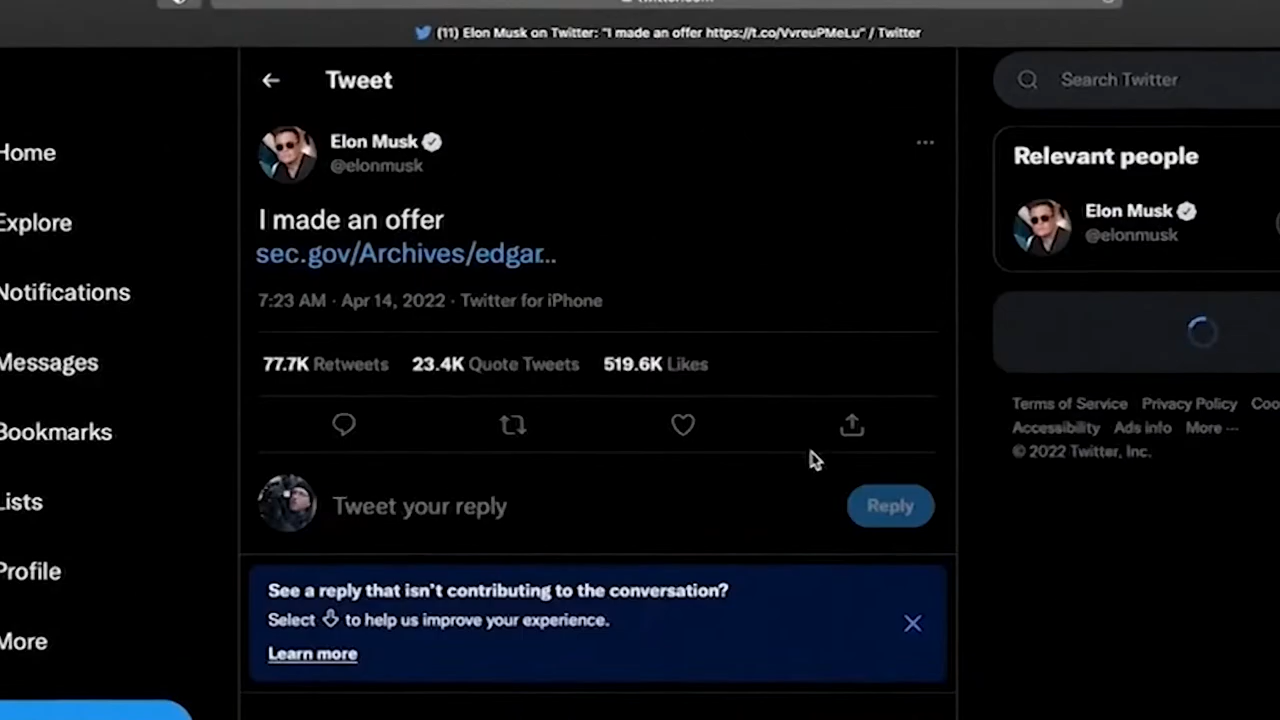 (11) Elon Musk on Twitter: "I made an offer https://t.co/VvreuPMeLu" / Twitter
Tweet
Elon Musk
@elonmusk
I made an offer
sec.gov/Archives/edgar...
7:23 AM · Apr 14, 2022 · Twitter for iPhone
77.7K Retweets 23.4K Quote Tweets 519.6K Likes
Tweet your reply
Reply
See a reply that isn't contributing to the conversation?
Select to help us improve your experience.
Learn more
Home
Explore
Notifications
Messages
Bookmarks
Lists
Profile
More
Search Twitter
Relevant people
Elon Musk
@elonmusk
Terms of Service Privacy Policy Coo
Accessibility Ads info More ...
© 2022 Twitter, Inc.